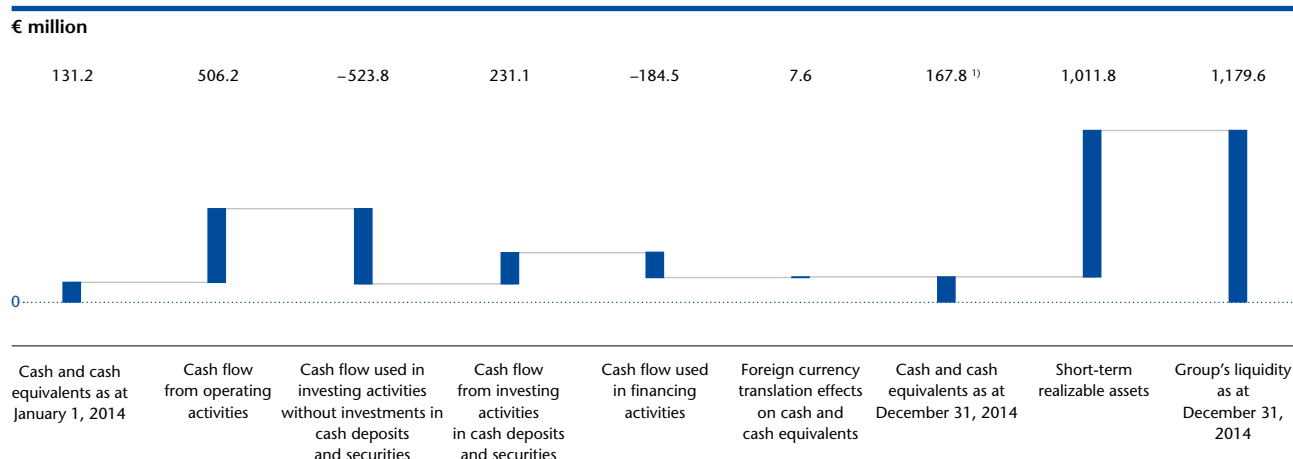 € million
131.2 506.2 –523.8 231.1 –184.5 7.6 167.8 1) 1,011.8 1,179.6
0
Cash and cash
equivalents as at
January 1, 2014
Cash flow
from operating
activities
Cash flow used in
investing activities
without investments in
cash deposits
and securities
Cash flow
from investing
activities
in cash deposits
and securities
Cash flow used
in financing
activities
Foreign currency
translation effects
on cash and
cash equivalents
Cash and cash
equivalents as at
December 31, 2014
Short-term
realizable assets
Group’s liquidity
as at
December 31,
2014